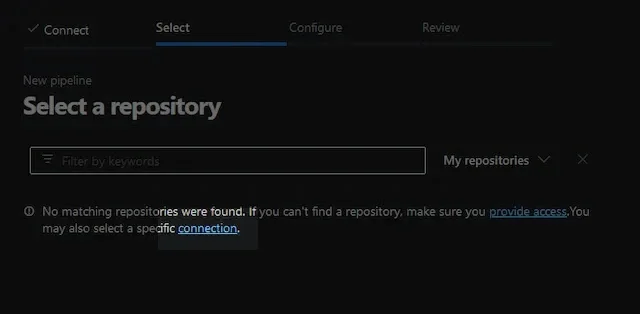 Connect Select Configure Review
New pipeline
Select a repository
Filter by keywords My repositories
No matching repositories were found. If you can't find a repository, make sure you provide access.You
may also select a specific connection.